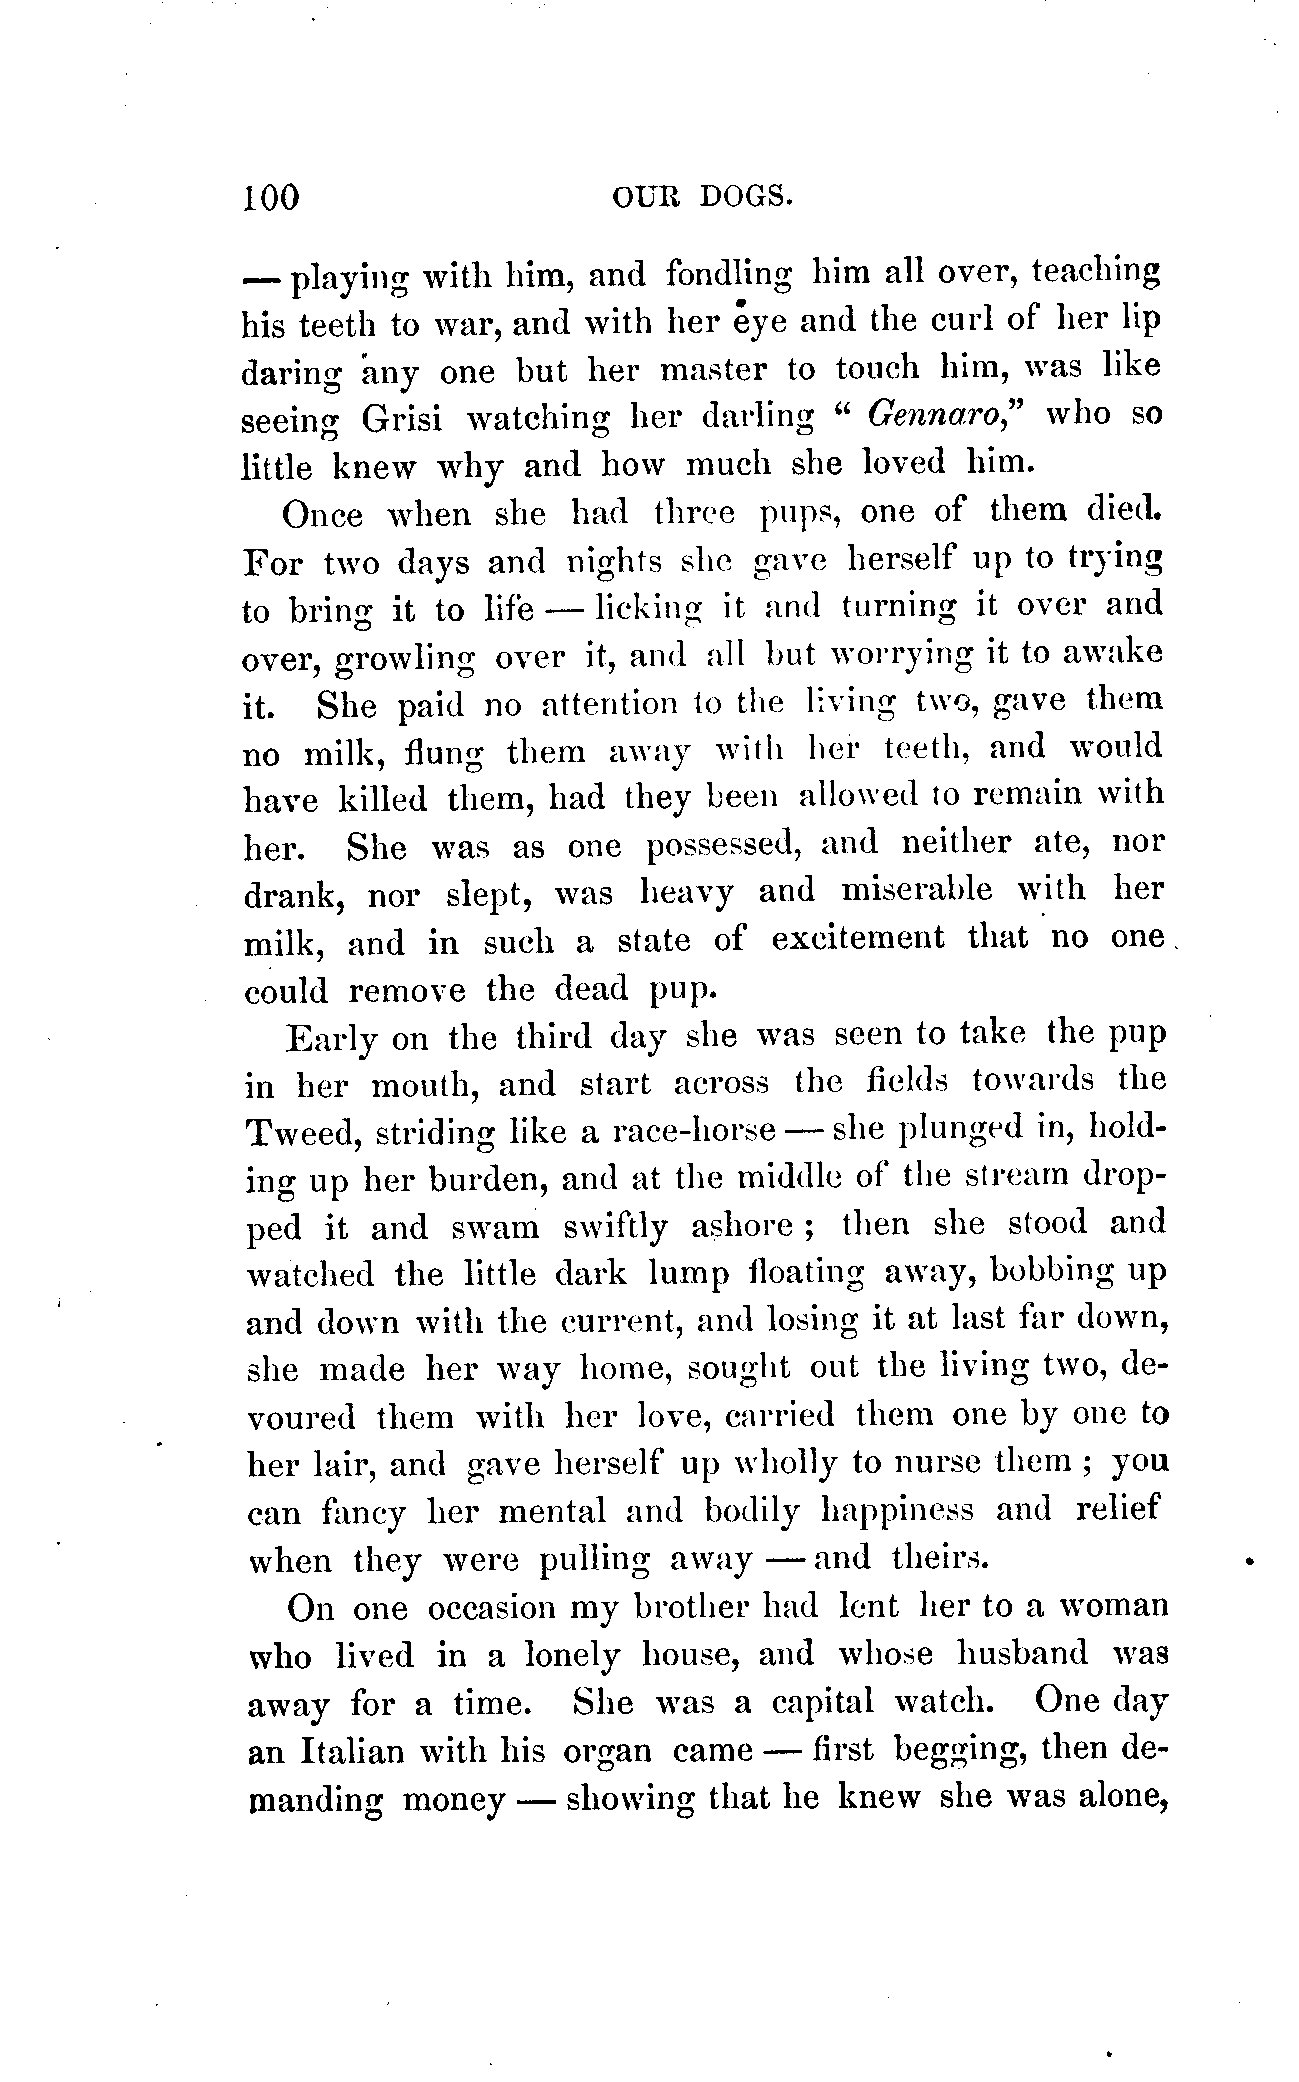 100 OUR DOGS.
— playing with him, and fondling him all over, teaching
his teeth to war, and with her eye and the curl of her lip
daring any one but her master to touch him, was like
seeing Grisi watching her darling “ Gennaro,” who so
little knew why and how much she loved him.
Once when she had three pups, one of them died.
For two days and nights she gave herself up to trying
to bring it to life — licking it and turning it over and
over, growling over it, and all but worrying it to awake
it. She paid no attention to the living two, gave them
no milk, flung them away with her teeth, and would
have killed them, had they been allowed to remain with
her. She was as one possessed, and neither ate, nor
drank, nor slept, was heavy and miserable with her
milk, and in such a state of excitement that no one
could remove the dead pup.
Early on the third day she was seen to take the pup
in her mouth, and start across the fields towards the
Tweed, striding like a race-horse — she plunged in, hold-
ing up her burden, and at the middle of the stream drop-
ped it and swam swiftly ashore ; then she stood and
watched the little dark lump floating away, bobbing up
and down with the current, and losing it at last far down,
she made her way home, sought out the living two, de-
voured them with her love, carried them one by one to
her lair, and gave herself up wholly to nurse them ; you
can fancy her mental and bodily happiness and relief
when they were pulling away — and theirs.
On one occasion my brother had lent her to a woman
who lived in a lonely house, and whose husband was
away for a time. She was a capital watch. One day
an Italian with his organ came — first begging, then de-
manding money — showing that he knew she was alone,